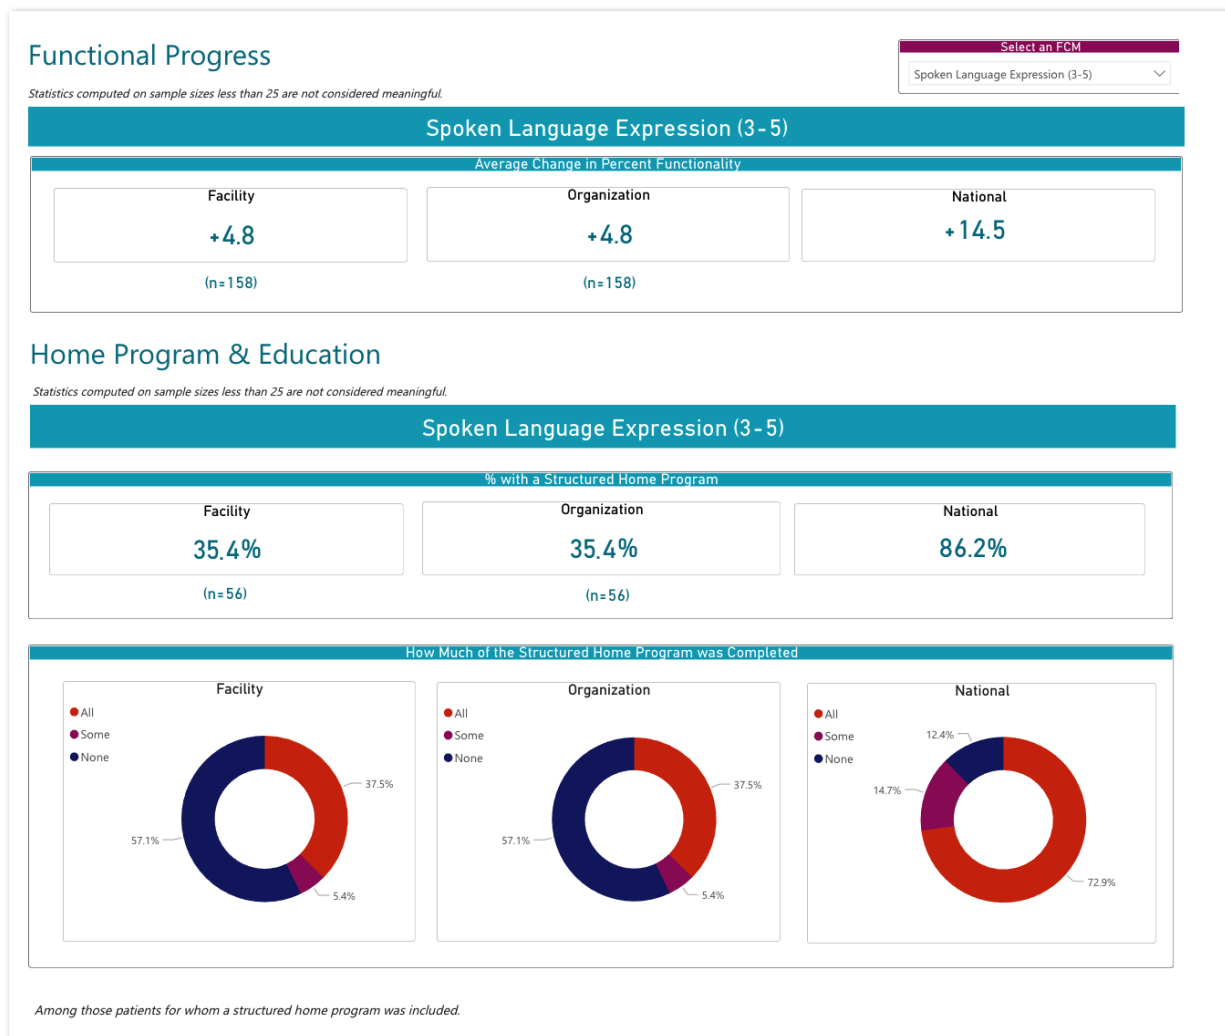 Functional Progress
Select an FCM
Spoken Language Expression (3-5)
Statistics computed on sample sizes less than 25 are not considered meaningful.
Spoken Language Expression (3-5)
Average Change in Percent Functionality
Facility
Organization
National
+4.8
+4.8
+14.5
(n=158)
(n=158)
Home Program & Education
Statistics computed on sample sizes less than 25 are not considered meaningful.
Spoken Language Expression (3-5)
% with a Structured Home Program
Facility
Organization
National
35.4%
35.4%
86.2%
(n=56)
(n=56)
How Much of the Structured Home Program was Completed
Facility
All
Some
None
37.5%
57.1%
5.4%
Organization
All
Some
None
37.5%
57.1%
5.4%
National
All
Some
None
12.4%
14.7%
72.9%
Among those patients for whom a structured home program was included.